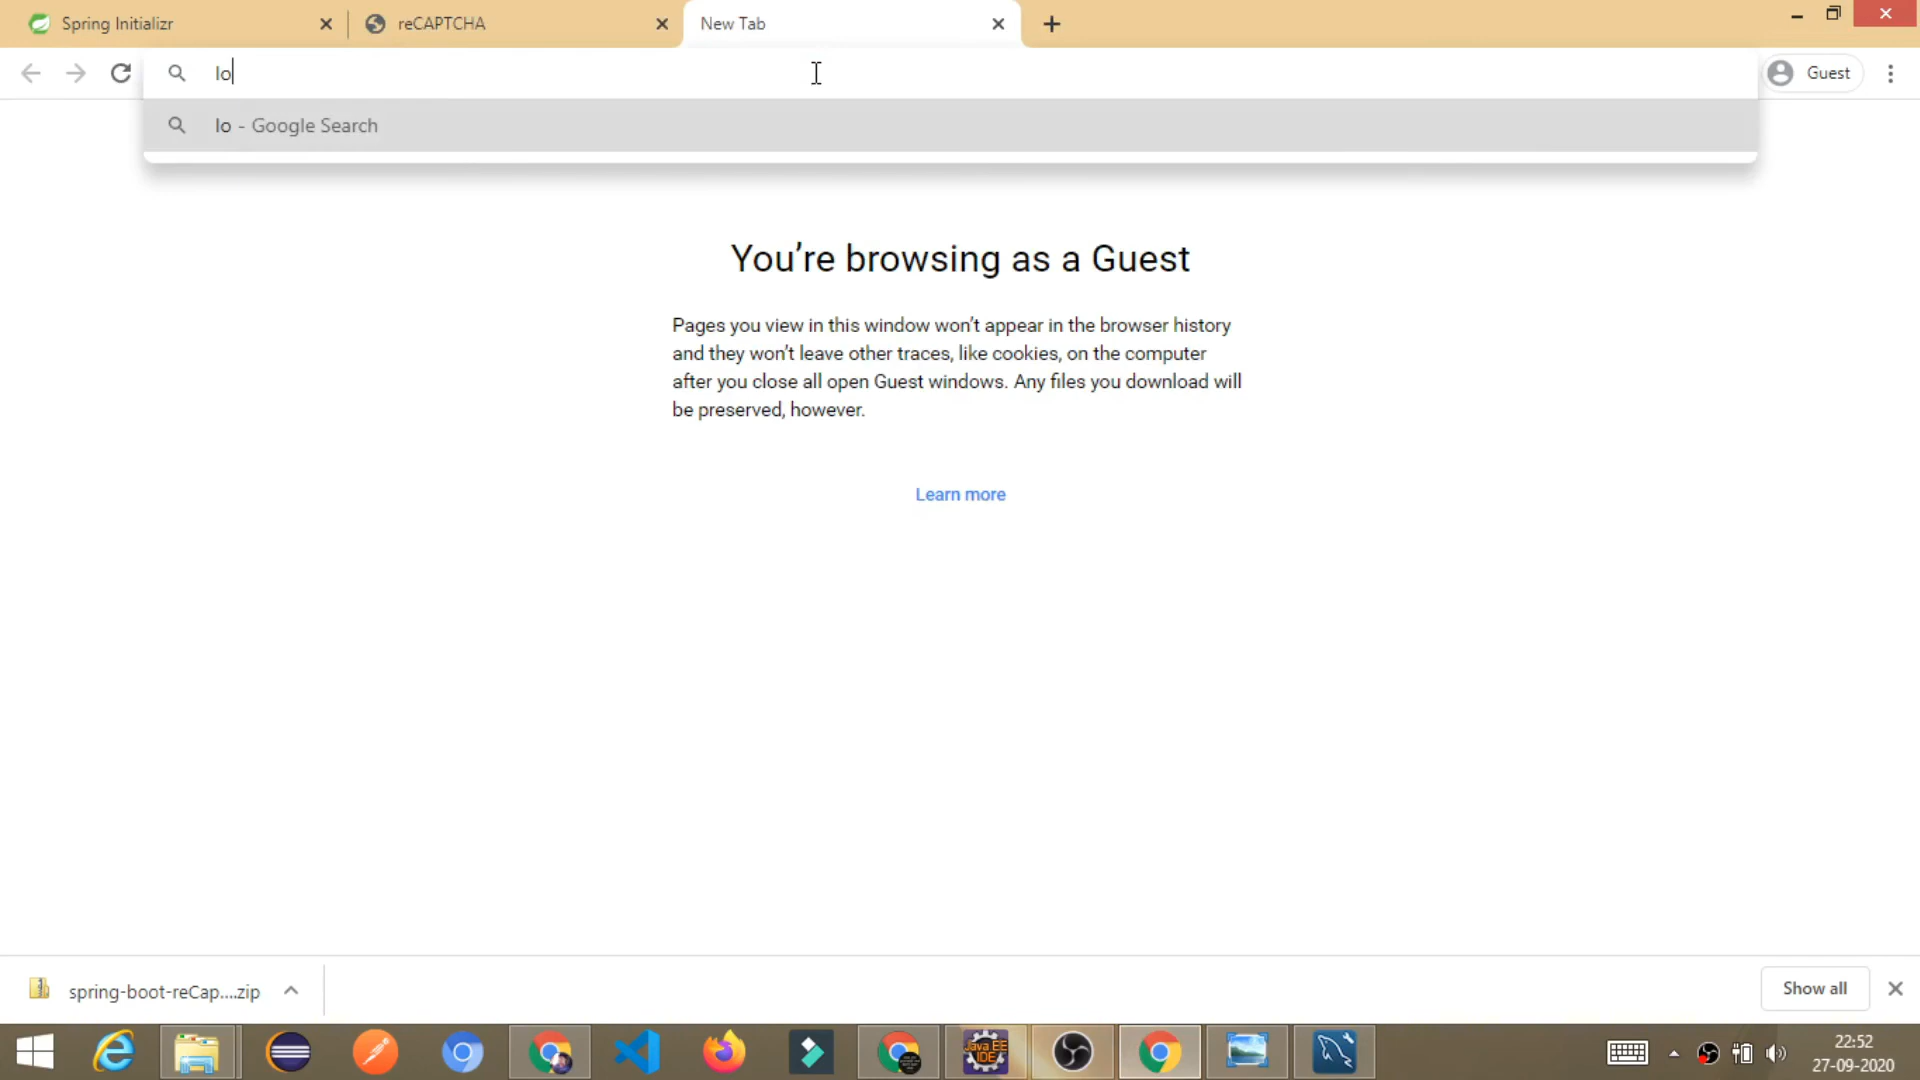 Spring Initializr
reCAPTCHA
New Tab
lo
Guest
lo - Google Search
You're browsing as a Guest
Pages you view in this window won't appear in the browser history
and they won't leave other traces, like cookies, on the computer
after you close all open Guest windows. Any files you download will
be preserved, however.
Learn more
spring-boot-reCap....zip
Show all
Java EE
IDE
22:52
27-09-2020